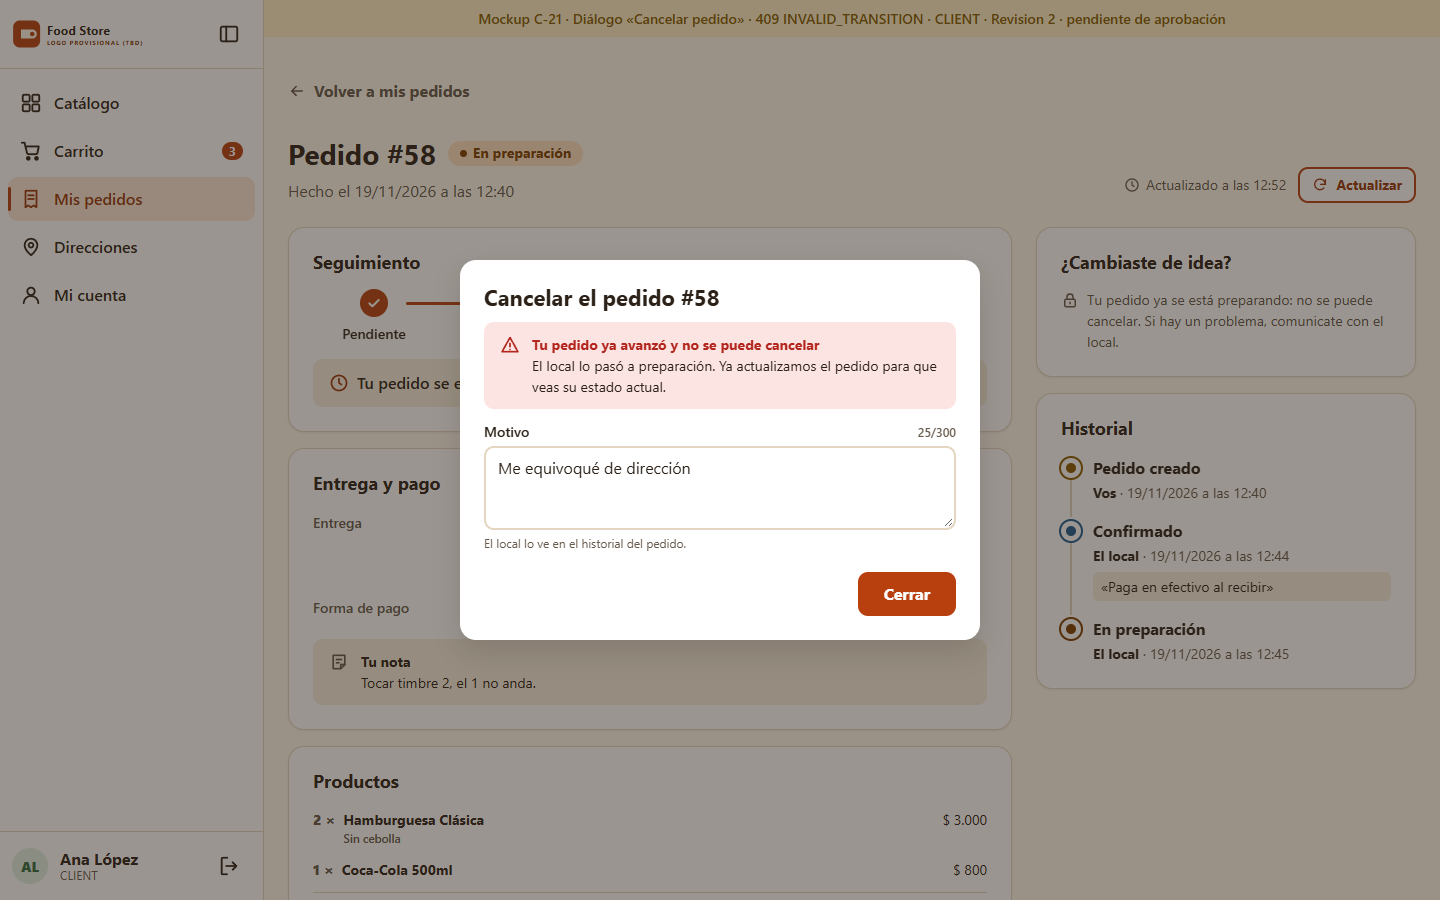 Food Store
LOGO PROVISIONAL (TBD)
Catálogo
Carrito
3
Mis pedidos
Direcciones
Mi cuenta
AL
Ana López
CLIENT
Mockup C-21 · Diálogo «Cancelar pedido» · 409 INVALID_TRANSITION · CLIENT · Revision 2 · pendiente de aprobación
Volver a mis pedidos
Pedido #58
En preparación
Hecho el 19/11/2026 a las 12:40
Actualizado a las 12:52
Actualizar
Seguimiento
Pendiente
Tu pedido se e
Entrega y pago
Entrega
Forma de pago
Tu nota
Tocar timbre 2, el 1 no anda.
Productos
2 × Hamburguesa Clásica $ 3.000
Sin cebolla
1 × Coca-Cola 500ml $ 800
Cancelar el pedido #58
Tu pedido ya avanzó y no se puede cancelar
El local lo pasó a preparación. Ya actualizamos el pedido para que
veas su estado actual.
Motivo
25/300
Me equivoqué de dirección
El local lo ve en el historial del pedido.
Cerrar
¿Cambiaste de idea?
Tu pedido ya se está preparando: no se puede
cancelar. Si hay un problema, comunicate con el
local.
Historial
Pedido creado
Vos · 19/11/2026 a las 12:40
Confirmado
El local · 19/11/2026 a las 12:44
«Paga en efectivo al recibir»
En preparación
El local · 19/11/2026 a las 12:45